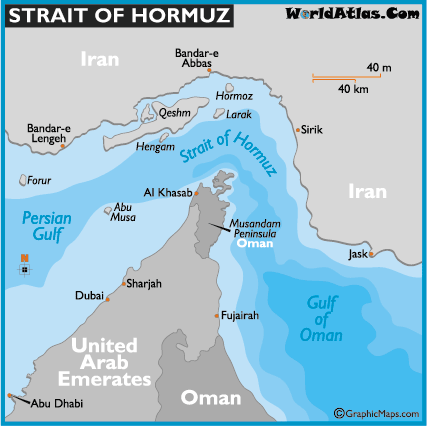 STRAIT OF HORMUZ
WorldAtlas.Com
Iran
Bandar-e
Abbas
40 m
40 km
Hormoz
Qeshm
Larak
Bandar-e
Lengeh
Sirik
Hengam
Strait of Hormuz
Forur
Al Khasab
Iran
Abu
Musa
Persian
Gulf
Musandam
Peninsula
Oman
N
Jask
Sharjah
Dubai
Gulf
of
Oman
Fujairah
United
Arab
Emerates
Abu Dhabi
Oman
©GraphicMaps.com